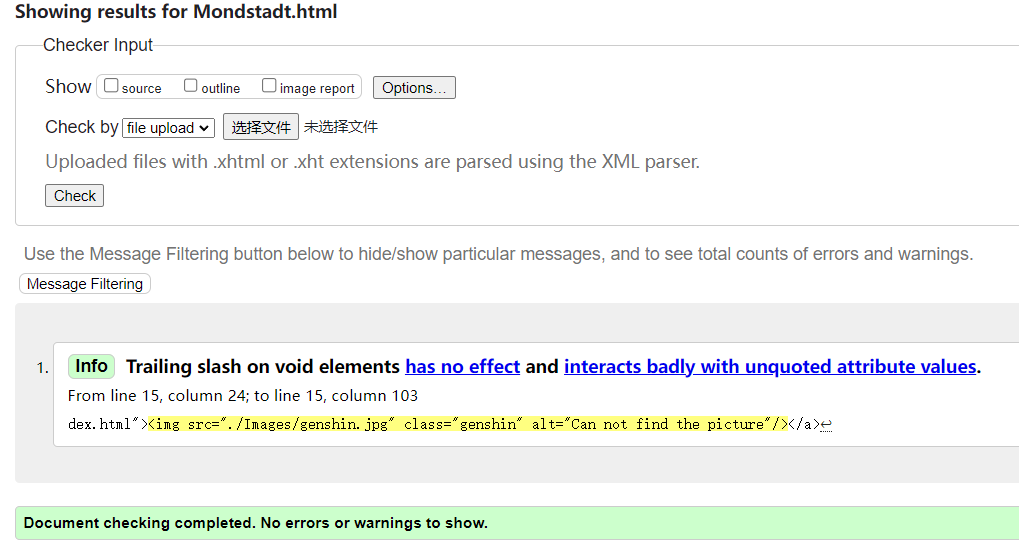 Showing results for Mondstadt.html
Checker Input
Show source outline image report Options...
Check by file upload 选择文件 未选择文件
Uploaded files with .xhtml or .xht extensions are parsed using the XML parser.
Check
Use the Message Filtering button below to hide/show particular messages, and to see total counts of errors and warnings.
Message Filtering
1. Info Trailing slash on void elements has no effect and interacts badly with unquoted attribute values.
From line 15, column 24; to line 15, column 103
dex.html"><img src="./Images/genshin.jpg" class="genshin" alt="Can not find the picture"/></a>↩
Document checking completed. No errors or warnings to show.